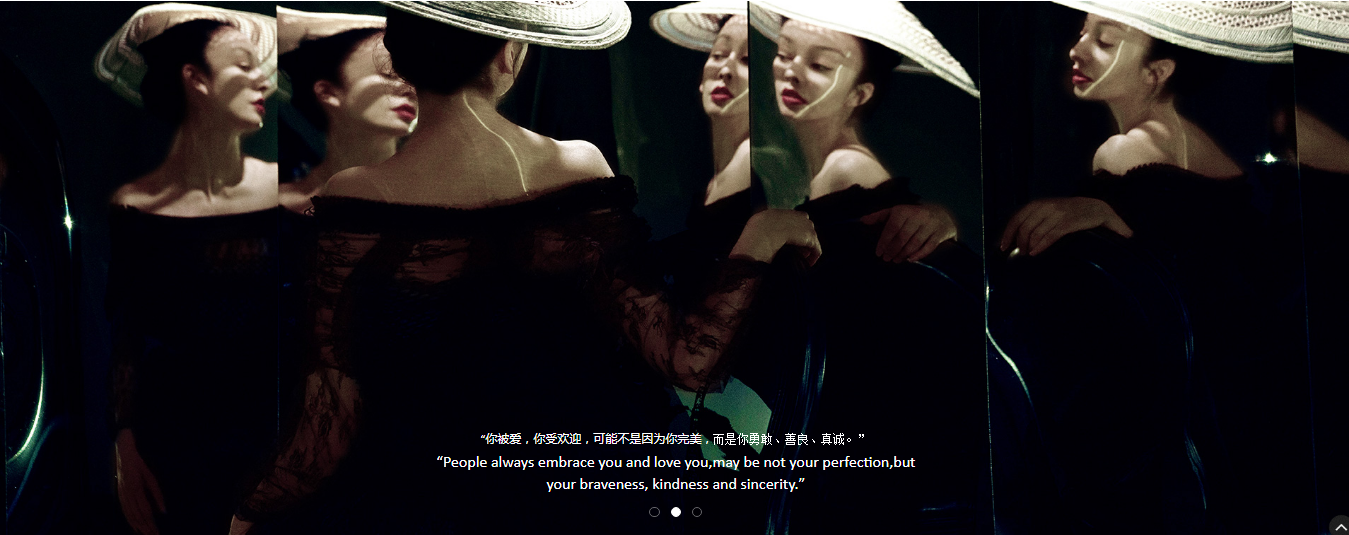 “你被爱，你受欢迎，可能不是因为你完美，而是你勇敢、善良、真诚。”
“People always embrace you and love you,may be not your perfection,but
your braveness, kindness and sincerity.”